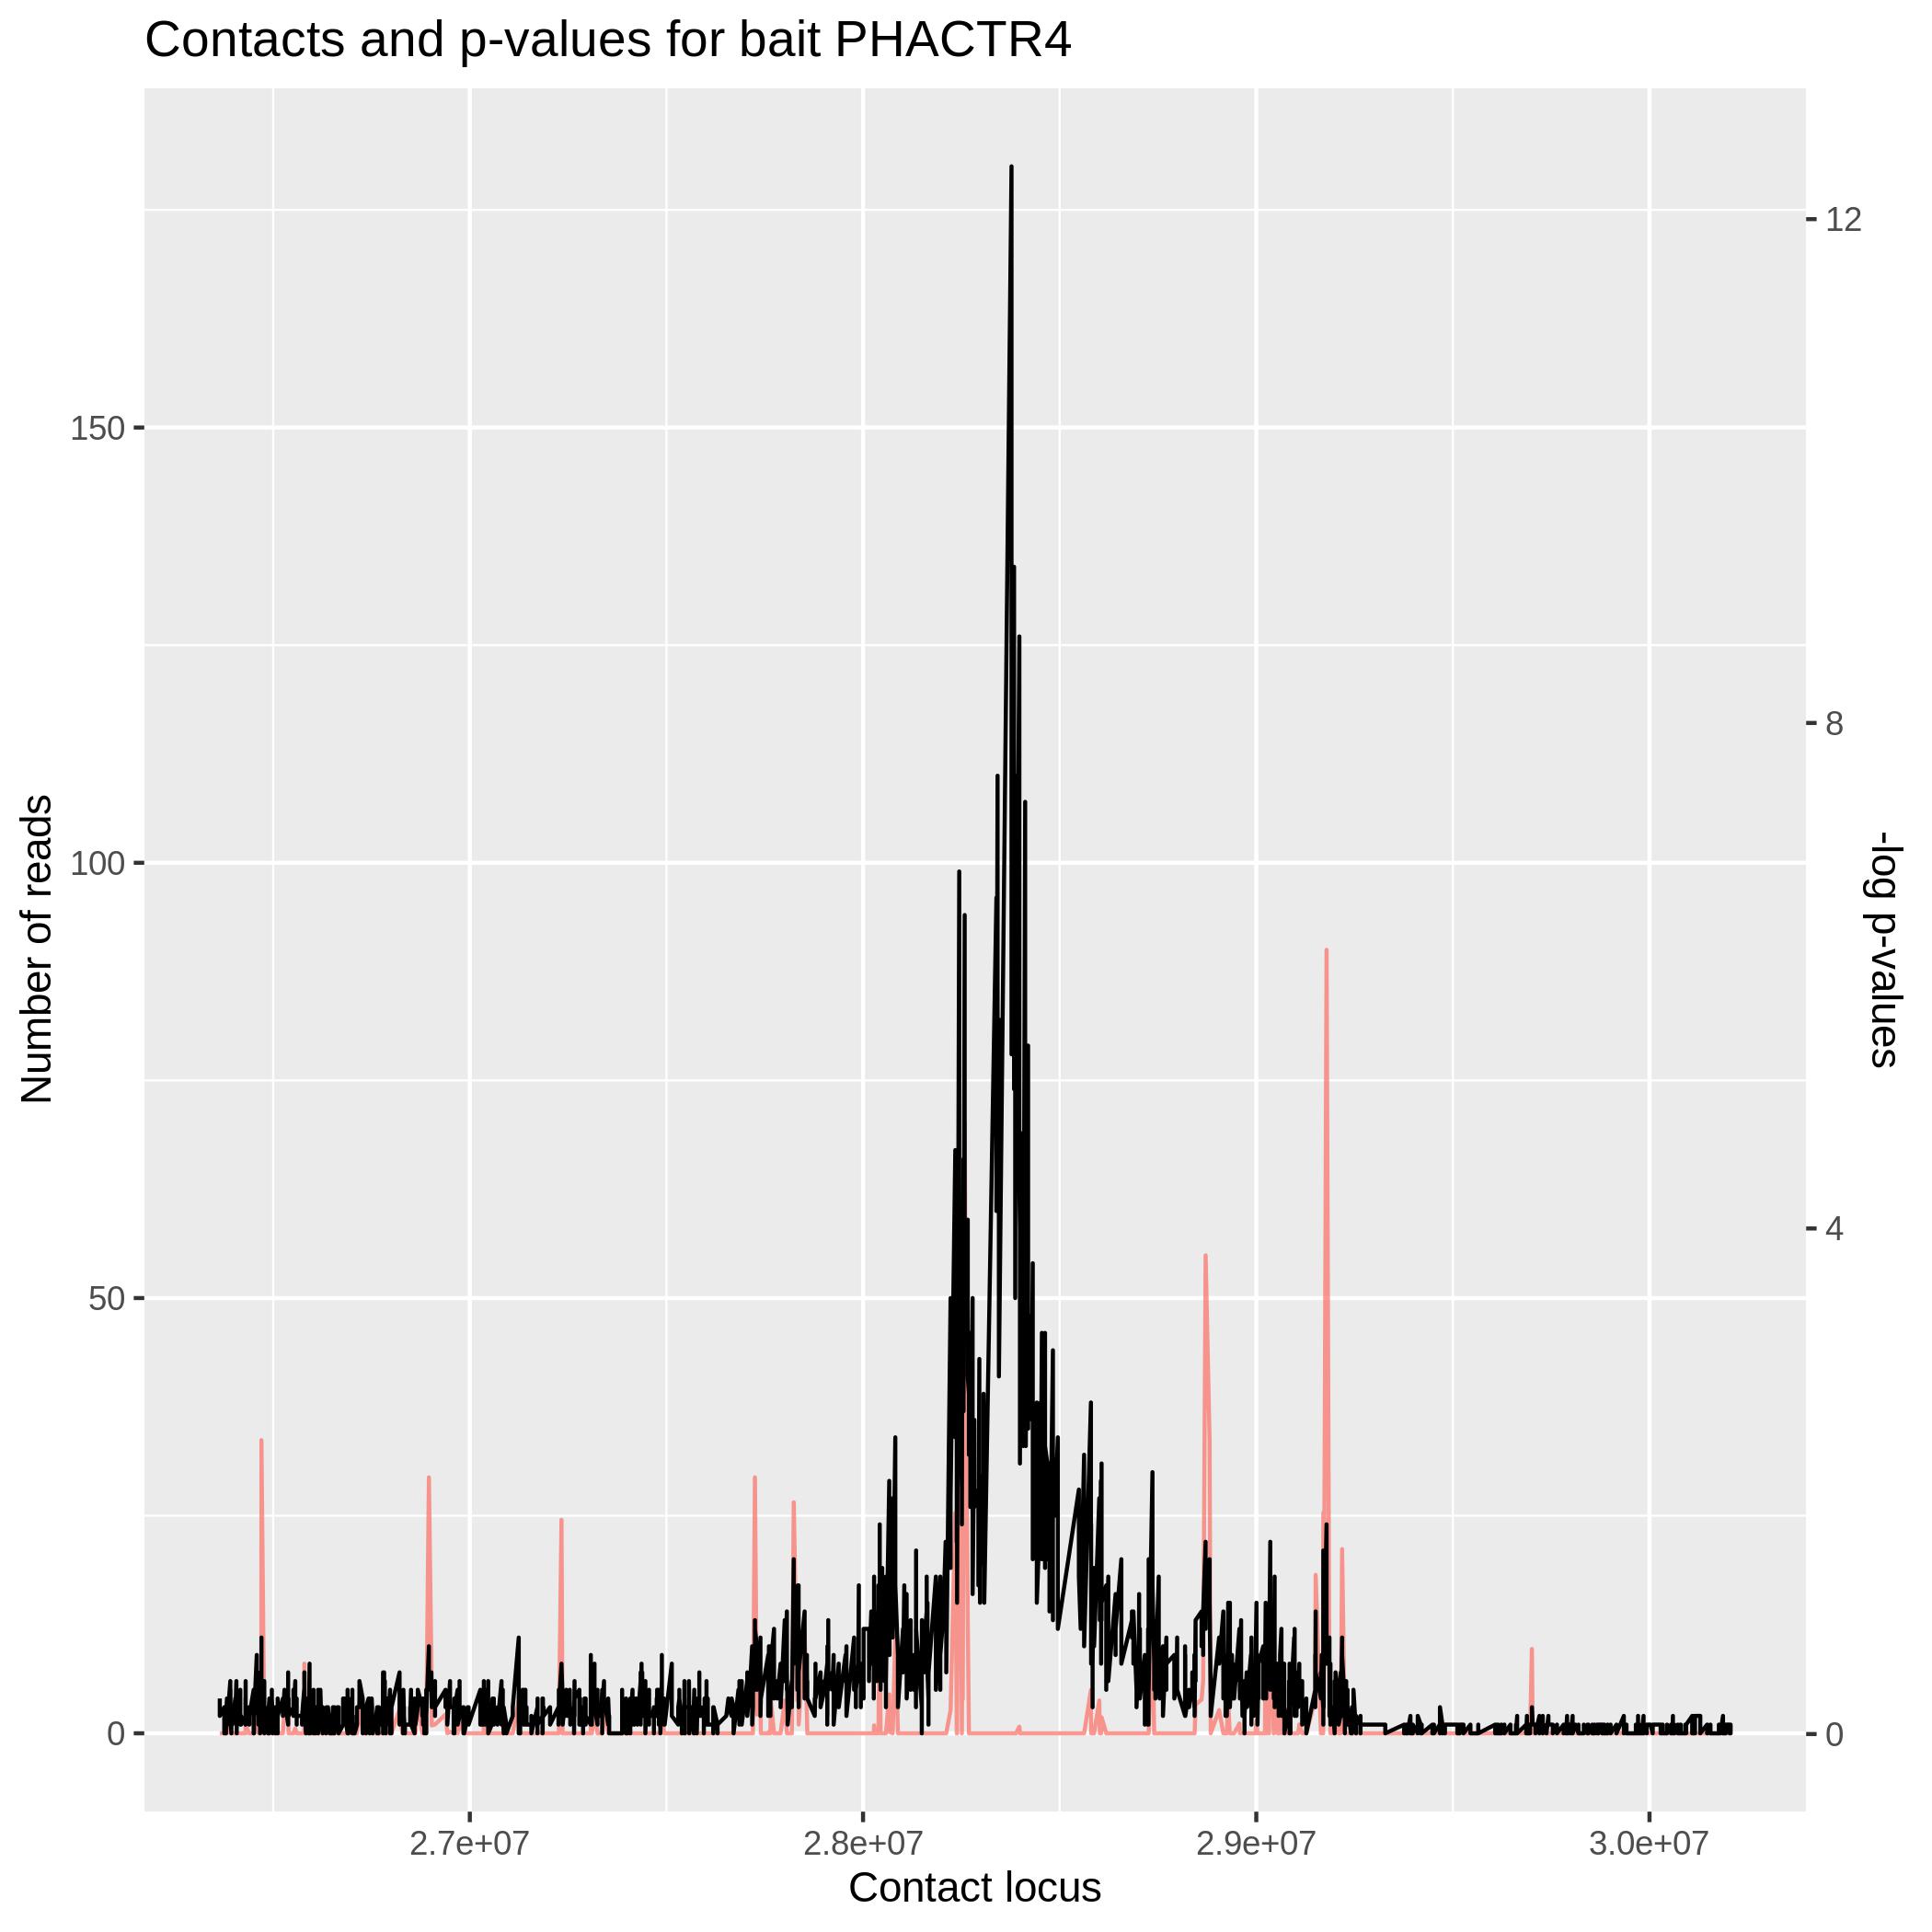 Contacts and p-values for bait PHACTR4
12
150
8
100
Number of reads
-log p-values
4
50
0
0
2.7e+07
2.8e+07
2.9e+07
3.0e+07
Contact locus